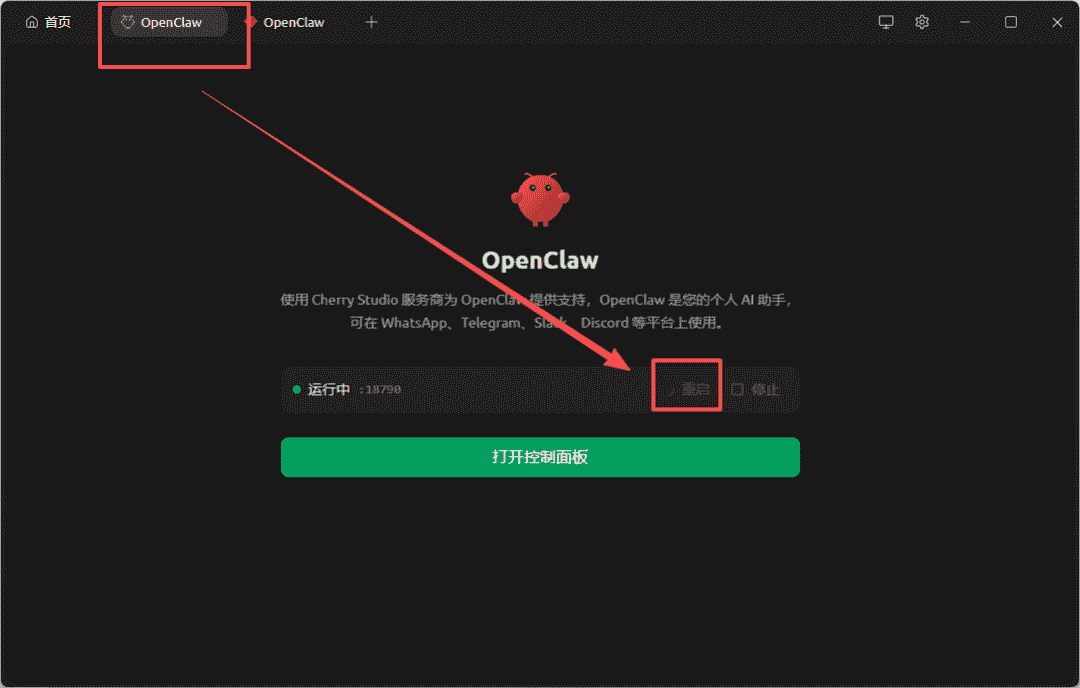 首页 OpenClaw OpenClaw
OpenClaw
使用 Cherry Studio 服务商为 OpenClaw 提供支持，OpenClaw 是您的个人 AI 助手，
可在 WhatsApp、Telegram、Slack、Discord 等平台上使用。
运行中 :18790 重启 停止
打开控制面板